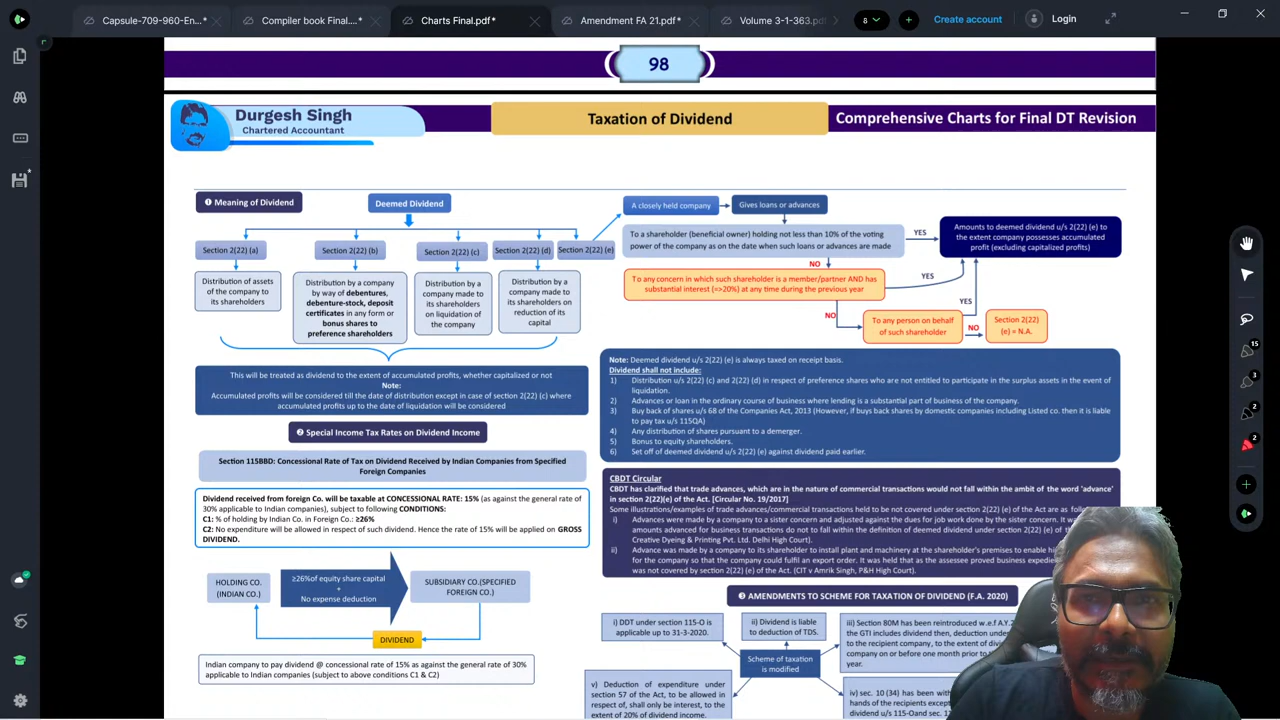 Capsule-709-960-En...*
Compiler book Final....*
Charts Final.pdf*
Amendment FA 21.pdf*
Volume 3-1-363.pd
8
Create account
Login
98
Durgesh Singh
Chartered Accountant
Taxation of Dividend
Comprehensive Charts for Final DT Revision
❶ Meaning of Dividend
Deemed Dividend
Section 2(22) (a)
Section 2(22) (b)
Section 2(22) (c)
Section 2(22) (d)
Section 2(22) (e)
Distribution of assets
of the company to
its shareholders
Distribution by a company
by way of debentures,
debenture-stock, deposit
certificates in any form or
bonus shares to
preference shareholders
Distribution by a
company made to
its shareholders
on liquidation of
the company
Distribution by a
company made to
its shareholders on
reduction of its
capital
This will be treated as dividend to the extent of accumulated profits, whether capitalized or not
Note:
Accumulated profits will be considered till the date of distribution except in case of section 2(22) (c) where
accumulated profits up to the date of liquidation will be considered
A closely held company
Gives loans or advances
To a shareholder (beneficial owner) holding not less than 10% of the voting
power of the company as on the date when such loans or advances are made
YES
Amounts to deemed dividend u/s 2(22) (e) to
the extent company possesses accumulated
profit (excluding capitalized profits)
NO
To any concern in which such shareholder is a member/partner AND has
substantial interest (=>20%) at any time during the previous year
YES
NO
To any person on behalf
of such shareholder
YES
NO
Section 2(22)
(e) = N.A.
Note: Deemed dividend u/s 2(22) (e) is always taxed on receipt basis.
Dividend shall not include:
1) Distribution u/s 2(22) (c) and 2(22) (d) in respect of preference shares who are not entitled to participate in the surplus assets in the event of
liquidation.
2) Advances or loan in the ordinary course of business where lending is a substantial part of business of the company.
3) Buy back of shares u/s 68 of the Companies Act, 2013 (However, if buys back shares by domestic companies including Listed co. then it is liable
to pay tax u/s 115QA)
4) Any distribution of shares pursuant to a demerger.
5) Bonus to equity shareholders.
6) Set off of deemed dividend u/s 2(22) (e) against dividend paid earlier.
❷ Special Income Tax Rates on Dividend Income
Section 115BBD: Concessional Rate of Tax on Dividend Received by Indian Companies from Specified
Foreign Companies
Dividend received from foreign Co. will be taxable at CONCESSIONAL RATE: 15% (as against the general rate of
30% applicable to Indian companies), subject to following CONDITIONS:
C1: % of holding by Indian Co. in Foreign Co.: ≥26%
C2: No expenditure will be allowed in respect of such dividend. Hence the rate of 15% will be applied on GROSS
DIVIDEND.
HOLDING CO.
(INDIAN CO.)
≥26%of equity share capital
+
No expense deduction
SUBSIDIARY CO.(SPECIFIED
FOREIGN CO.)
DIVIDEND
Indian company to pay dividend @ concessional rate of 15% as against the general rate of 30%
applicable to Indian companies (subject to above conditions C1 & C2)
CBDT Circular
CBDT has clarified that trade advances, which are in the nature of commercial transactions would not fall within the ambit of the word 'advance'
in section 2(22)(e) of the Act. [Circular No. 19/2017]
Some illustrations/examples of trade advances/commercial transactions held to be not covered under section 2(22) (e) of the Act are as
i) Advances were made by a company to a sister concern and adjusted against the dues for job work done by the sister concern. It
amounts advanced for business transactions do not to fall within the definition of deemed dividend under section 2(22) (e) of
Creative Dyeing & Printing Pvt. Ltd. Delhi High Court).
ii) Advance was made by a company to its shareholder to install plant and machinery at the shareholder's premises to enable
for the company so that the company could fulfil an export order. It was held that as the assessee proved business
was not covered by section 2(22) (e) of the Act. (CIT v Amrik Singh, P&H High Court).
❸ AMENDMENTS TO SCHEME FOR TAXATION OF DIVIDEND (F.A. 2020)
i) DDT under section 115-O is
applicable up to 31-3-2020.
ii) Dividend is liable
to deduction of TDS.
iii) Section 80M has been reintroduced w.e.f A.Y.2
the GTI includes dividend then, deduction
to the recipient company, to the extent of
company on or before one month prior to
year.
Scheme of taxation
is modified
v) Deduction of expenditure under
section 57 of the Act, to be allowed in
respect of, shall only be interest, to the
extent of 20% of dividend income.
iv) sec. 10 (34) has been
hands of the recipients
dividend u/s 115-Oand sec.
15
3
2
2